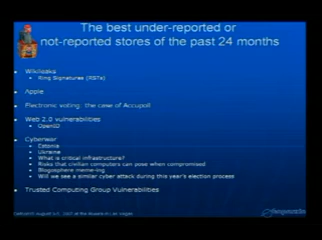 The best under-reported or
not-reported stores of the past 24 months
Wikileaks
Ring Signatures (RSTs)
Apple
Electronic voting: the case of Accupoll
Web 2.0 vulnerabilities
OpenID
Cyberwar
Estonia
Ukraine
What is critical infrastructure?
Risks that civilian computers can pose when compromised
Blogosphere meme-ing
Will we see a similar cyber attack during this year's election process
Trusted Computing Group Vulnerabilities